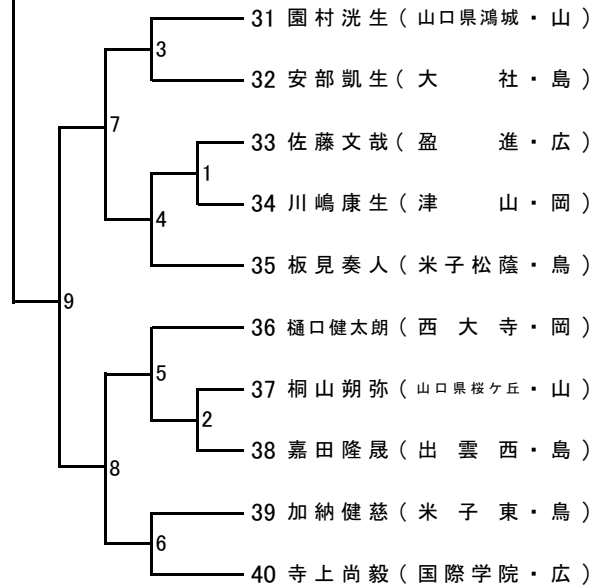 31 園村洸生(山口県鴻城・山)
3
32 安部凱生(大社・島)
7
33 佐藤文哉(盈進・広)
1
34 川嶋康生(津山・岡)
4
35 板見奏人(米子松蔭・鳥)
9
36 樋口健太朗(西大寺・岡)
5
37 桐山朔弥(山口県桜ケ丘・山)
2
38 嘉田隆晟(出雲西・島)
8
39 加納健慈(米子東・鳥)
6
40 寺上尚毅(国際学院・広)